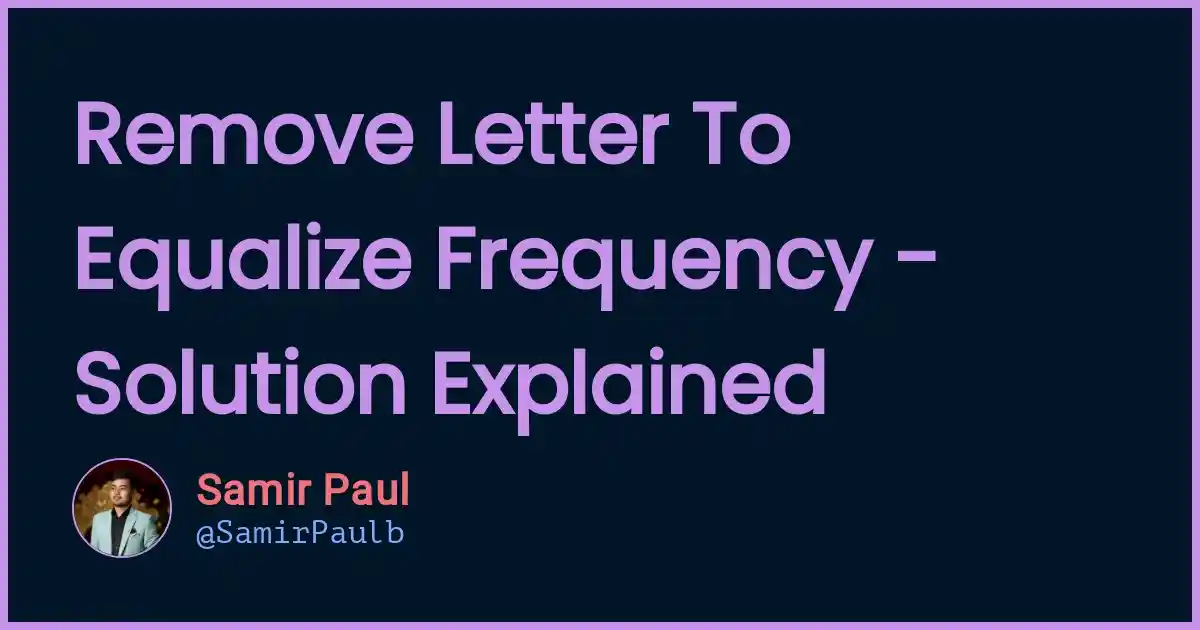 Remove Letter To
Equalize Frequency -
Solution Explained
Samir Paul
@SamirPaulb